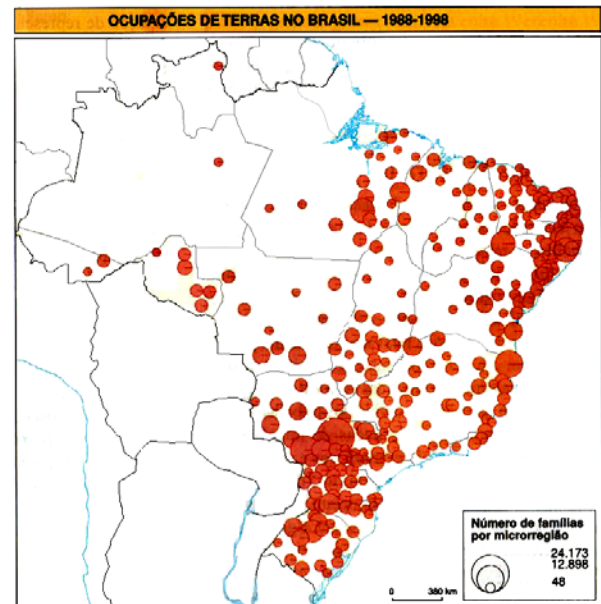 OCUPAÇÕES DE TERRAS NO BRASIL — 1988-1998
Número de famílias
por microrregião
24.173
12.898
48
0 380 km